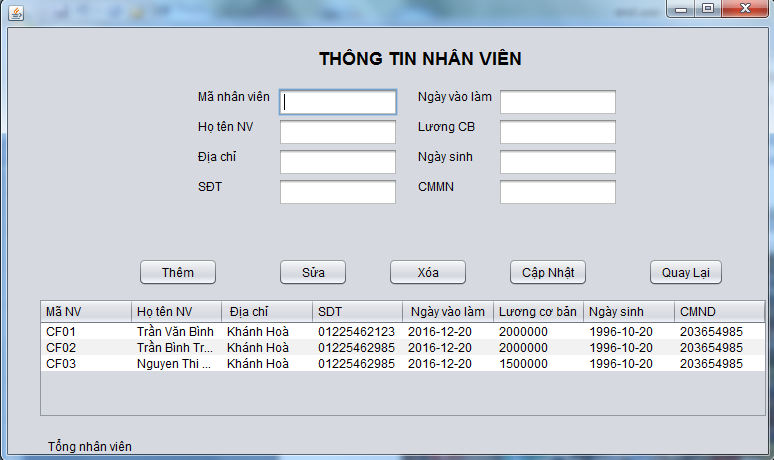 THÔNG TIN NHÂN VIÊN
Mã nhân viên Ngày vào làm
Họ tên NV Lương CB
Địa chỉ Ngày sinh
SĐT CMMN
Thêm Sửa Xóa Cập Nhật Quay Lại
Mã NV Họ tên NV Địa chỉ SDT Ngày vào làm Lương cơ bản Ngày sinh CMND
CF01 Trần Văn Bình Khánh Hoà 01225462123 2016-12-20 2000000 1996-10-20 203654985
CF02 Trần Bình Tr... Khánh Hoà 01225462985 2016-12-20 2000000 1996-10-20 203654985
CF03 Nguyen Thi ... Khánh Hoà 01225462985 2016-12-20 1500000 1996-10-20 203654985
Tổng nhân viên